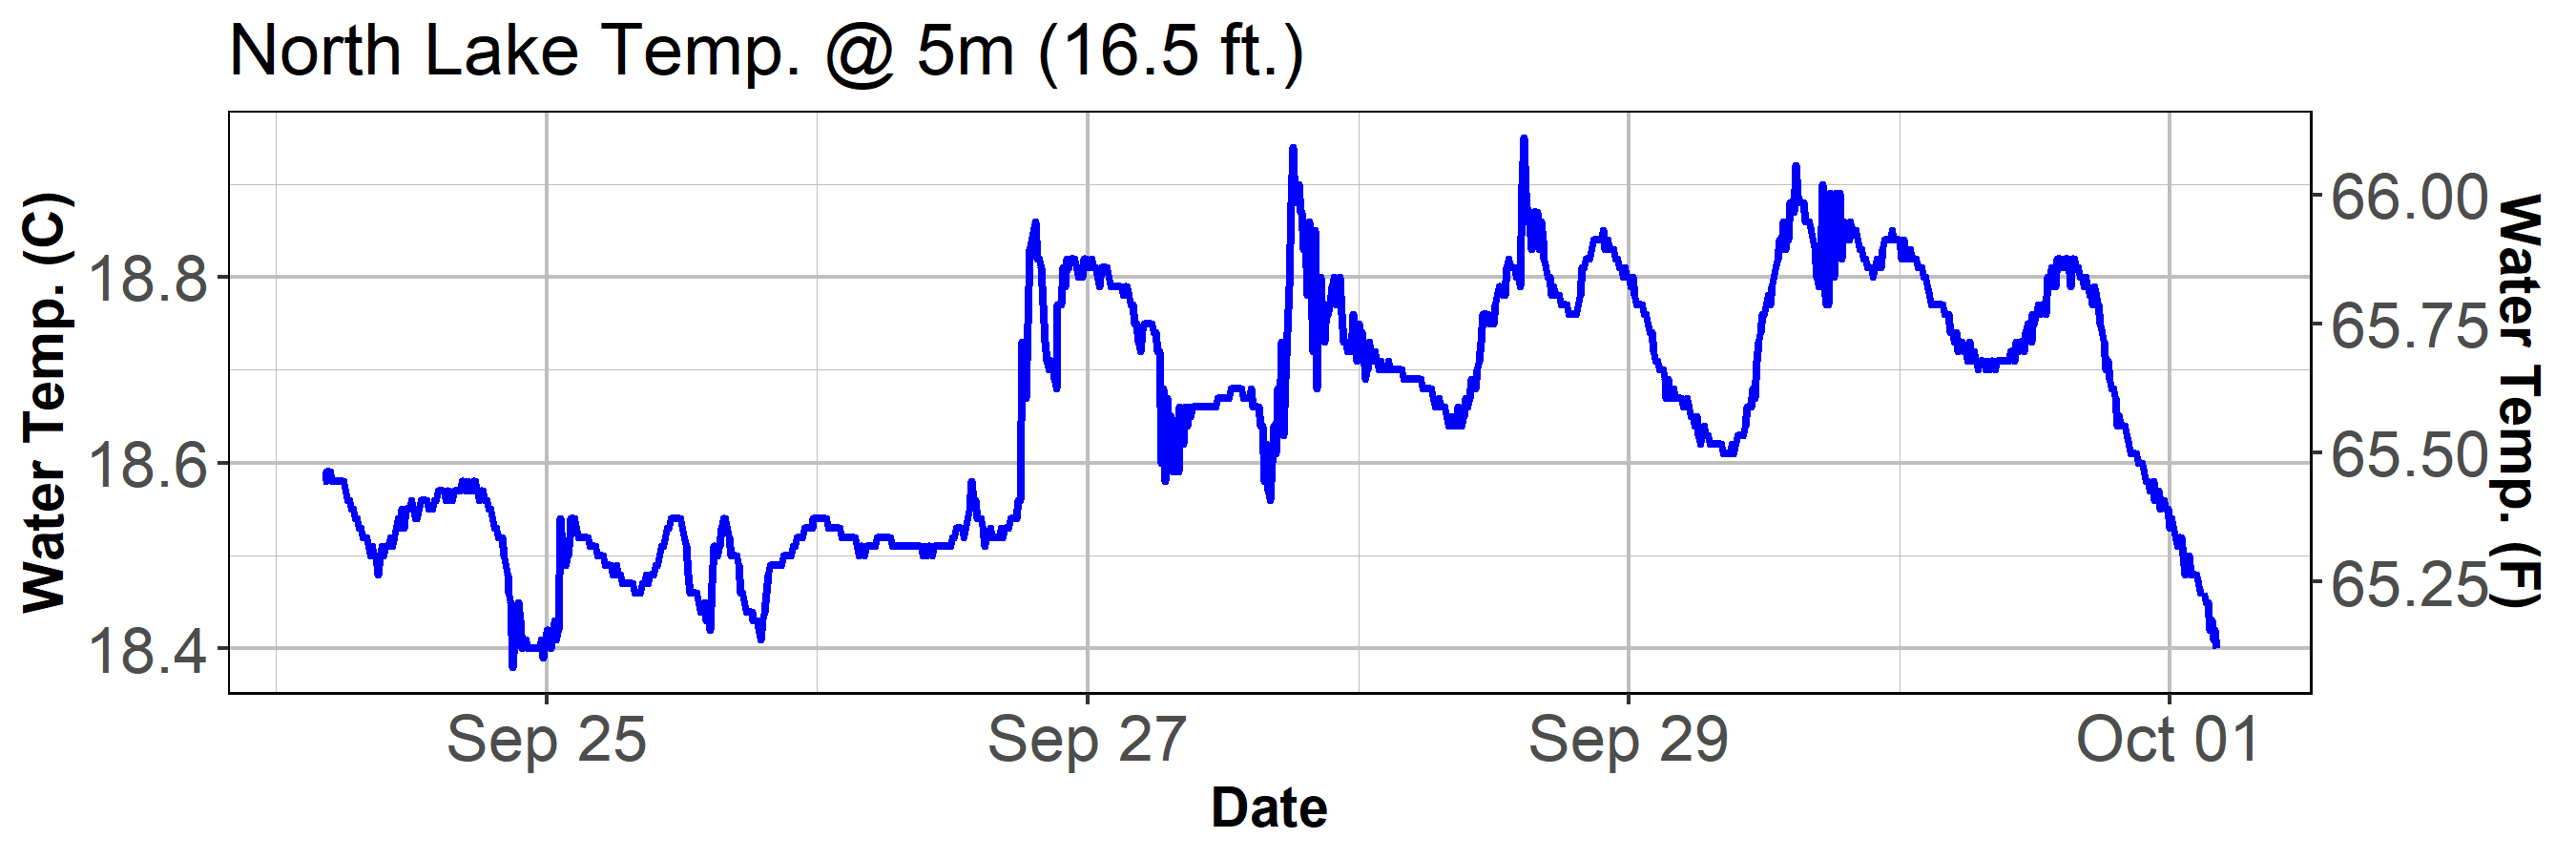 North Lake Temp. @ 5m (16.5 ft.)
Water Temp. (C)
18.8
18.6
18.4
66.00
65.75
65.50
65.25
Water Temp. (F)
Sep 25
Sep 27
Sep 29
Oct 01
Date